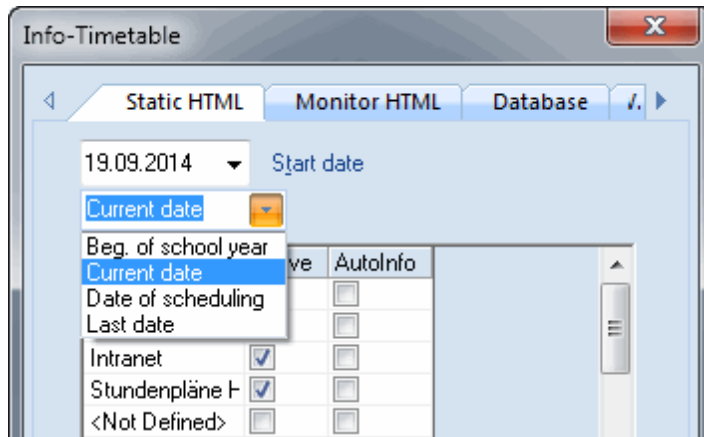 Info-Timetable
Static HTML Monitor HTML Database
19.09.2014 Start date
Current date
Beg. of school year
ve AutoInfo
Current date
Date of scheduling
Last date
Intranet
Stundenpläne H
<Not Defined>